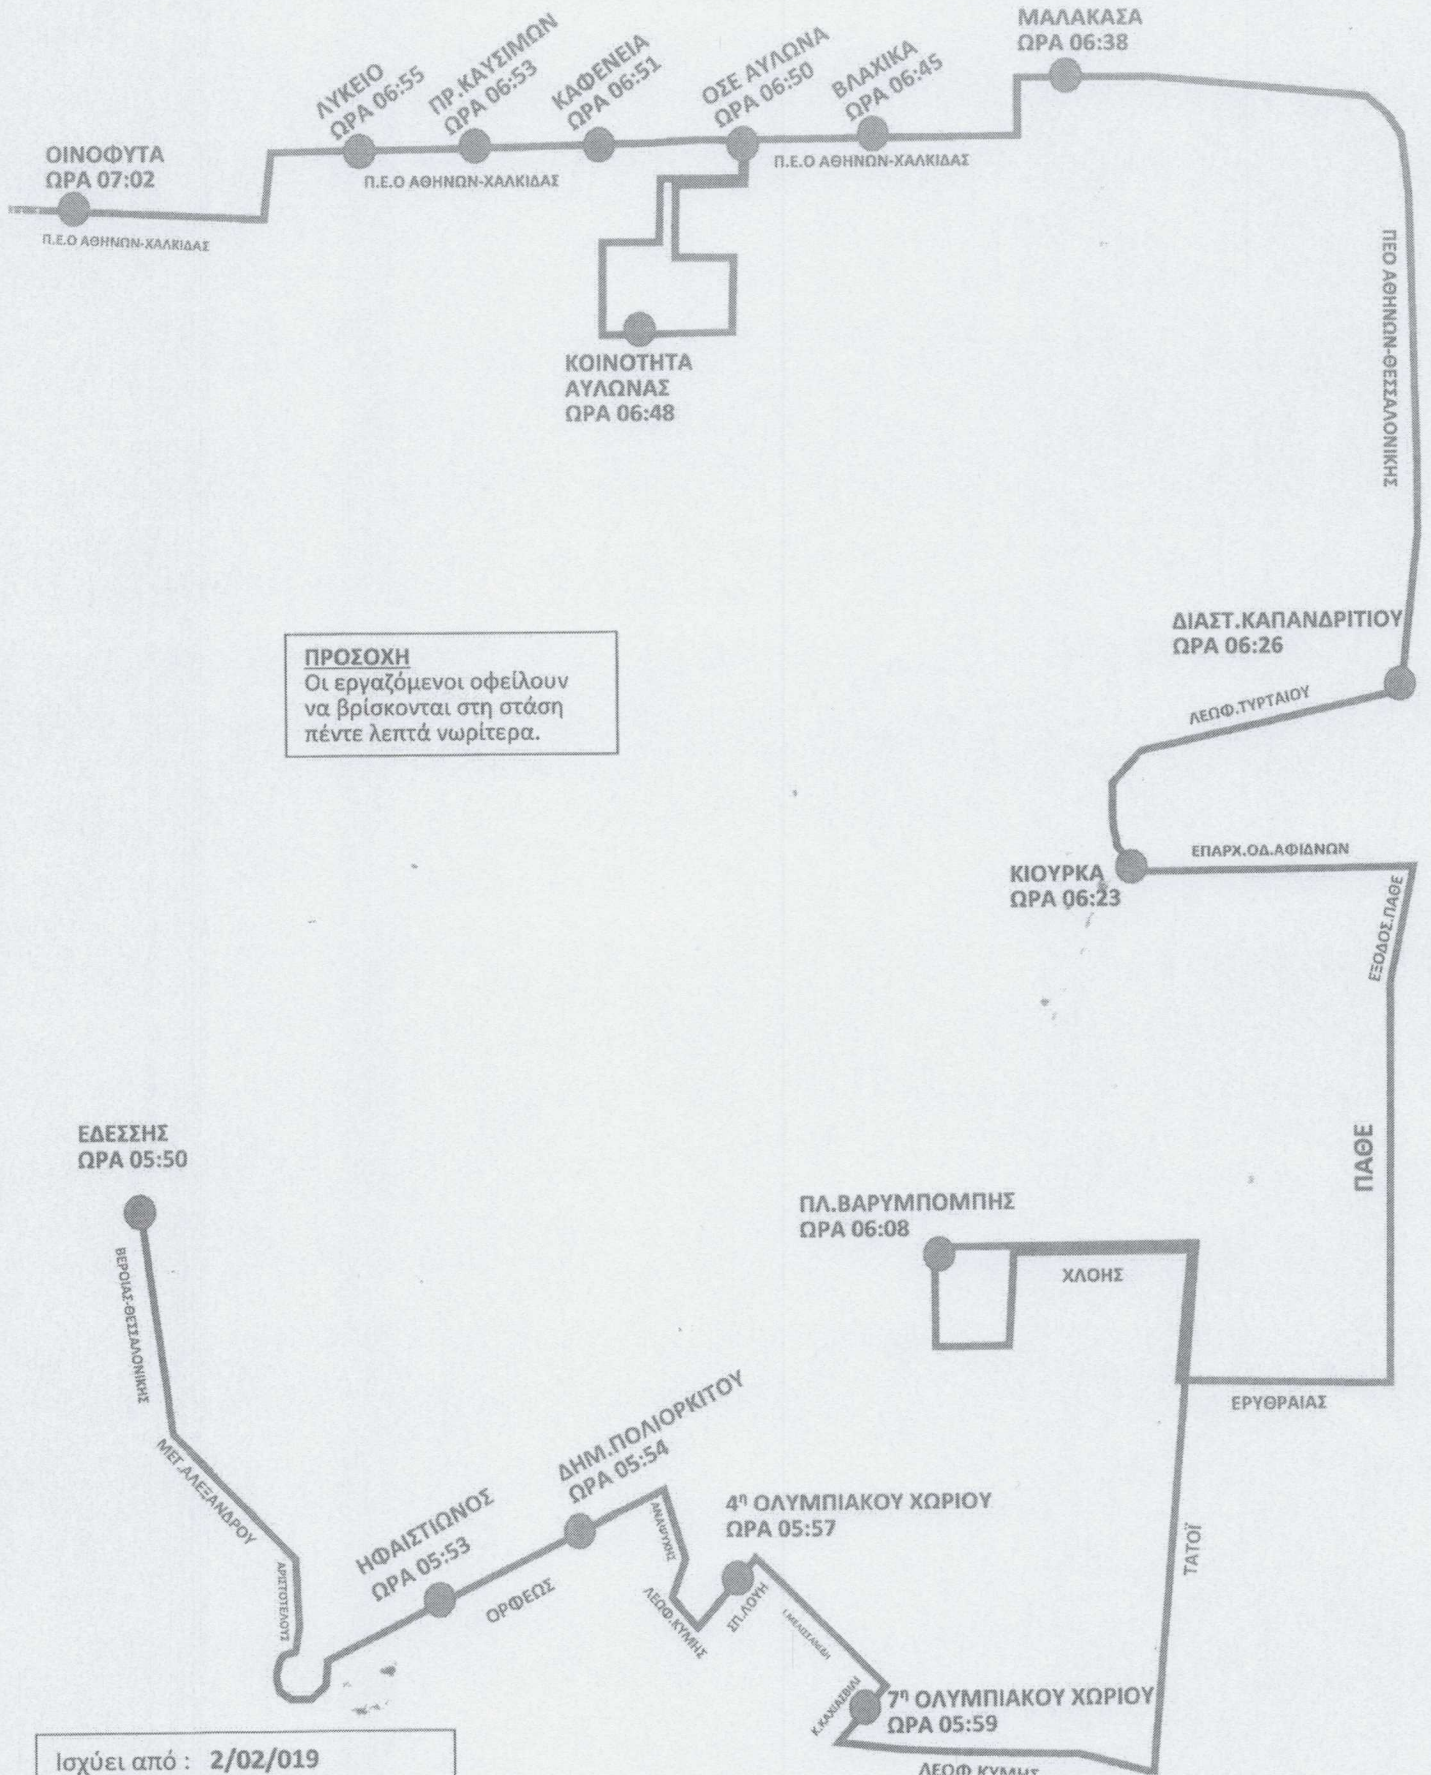 ΜΑΛΑΚΑΣΑ
ΩΡΑ 06:38
ΛΥΚΕΙΟ
ΩΡΑ 06:55
ΠΡ.ΚΑΥΣΙΜΩΝ
ΩΡΑ 06:53
ΚΑΦΕΝΕΙΑ
ΩΡΑ 06:51
ΟΣΕ ΑΥΛΩΝΑ
ΩΡΑ 06:50
ΒΛΑΧΙΚΑ
ΩΡΑ 06:45
ΟΙΝΟΦΥΤΑ
ΩΡΑ 07:02
Π.Ε.Ο ΑΘΗΝΩΝ-ΧΑΛΚΙΔΑΣ
Π.Ε.Ο ΑΘΗΝΩΝ-ΧΑΛΚΙΔΑΣ
Π.Ε.Ο ΑΘΗΝΩΝ-ΧΑΛΚΙΔΑΣ
ΠΕΟ ΑΘΗΝΩΝ-ΘΕΣΣΑΛΟΝΙΚΗΣ
ΚΟΙΝΟΤΗΤΑ
ΑΥΛΩΝΑΣ
ΩΡΑ 06:48
ΔΙΑΣΤ.ΚΑΠΑΝΔΡΙΤΙΟΥ
ΩΡΑ 06:26
ΠΡΟΣΟΧΗ
Οι εργαζόμενοι οφείλουν
να βρίσκονται στη στάση
πέντε λεπτά νωρίτερα.
ΛΕΩΦ.ΤΥΡΤΑΙΟΥ
ΕΠΑΡΧ.ΟΔ.ΑΦΙΔΝΩΝ
ΚΙΟΥΡΚΑ
ΩΡΑ 06:23
ΕΞΟΔΟΣ.ΠΑΘΕ
ΠΑΘΕ
ΕΔΕΣΣΗΣ
ΩΡΑ 05:50
ΠΛ.ΒΑΡΥΜΠΟΜΠΗΣ
ΩΡΑ 06:08
ΧΛΟΗΣ
ΒΕΡΟΙΑΣ-ΘΕΣΣΑΛΟΝΙΚΗΣ
ΕΡΥΘΡΑΙΑΣ
ΜΕΓ.ΑΛΕΞΑΝΔΡΟΥ
ΔΗΜ.ΠΟΛΙΟΡΚΙΤΟΥ
ΩΡΑ 05:54
ΗΦΑΙΣΤΙΩΝΟΣ
ΩΡΑ 05:53
4η ΟΛΥΜΠΙΑΚΟΥ ΧΩΡΙΟΥ
ΩΡΑ 05:57
ΑΝΑΨΥΚΗΣ
ΤΑΤΟΪ
ΑΡΙΣΤΟΤΕΛΟΥΣ
ΟΡΦΕΩΣ
ΛΕΩΦ.ΚΥΜΗΣ
ΣΠ.ΛΟΥΗ
Κ.ΚΑΧΙΑΣΒΙΛΙ
7η ΟΛΥΜΠΙΑΚΟΥ ΧΩΡΙΟΥ
ΩΡΑ 05:59
ΛΕΩΦ.ΚΥΜΗΣ
Ισχύει από : 2/02/019